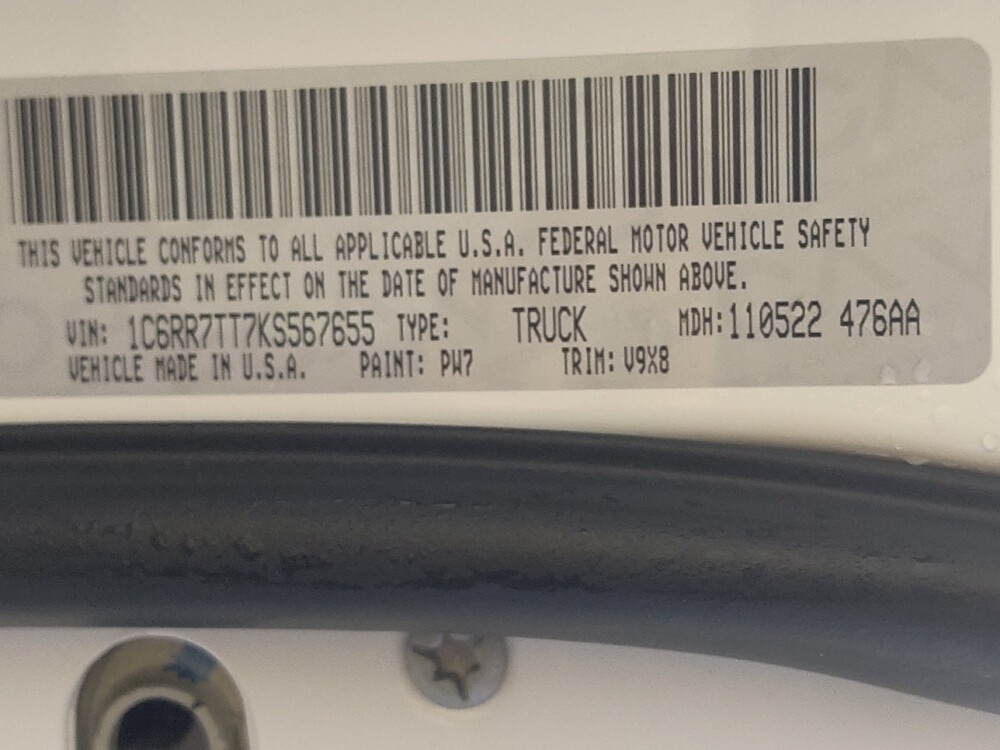 THIS VEHICLE CONFORMS TO ALL APPLICABLE U.S.A. FEDERAL MOTOR VEHICLE SAFETY
STANDARDS IN EFFECT ON THE DATE OF MANUFACTURE SHOWN ABOVE.
VIN: 1C6RR7TT7KS567655 TYPE: TRUCK MDH:110522 476AA
VEHICLE MADE IN U.S.A. PAINT: PW7 TRIM: V9X8